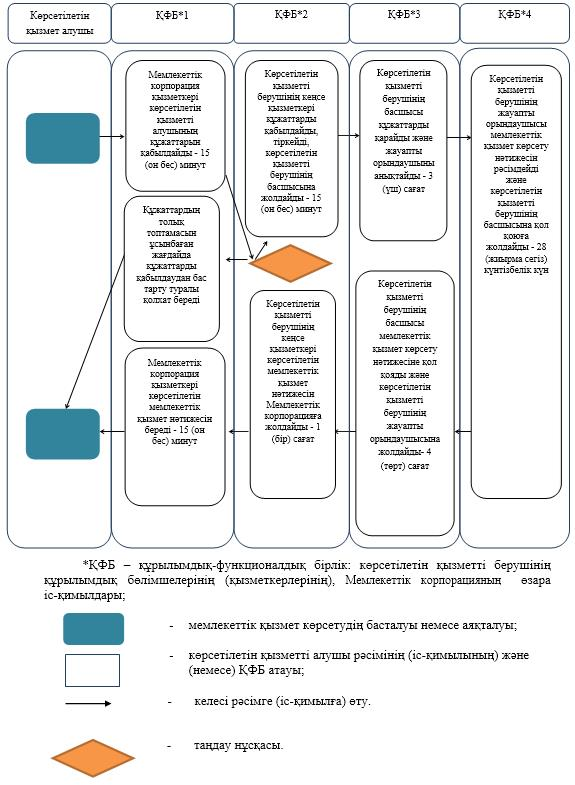 Көрсетілетін
қызмет алушы
ҚФБ*1
ҚФБ*2
ҚФБ*3
ҚФБ*4
Мемлекеттік
корпорация
қызметкері
көрсетілетін
қызметті
алушының
құжаттарын
қабылдайды - 15
(он бес) минут
Көрсетілетін
қызметті
берушінің кеңсе
қызметкері
құжаттарды
қабылдайды,
тіркейді,
көрсетілетін
қызметті
берушінің
басшысына
жолдайды - 15
(он бес) минут
Көрсетілетін
қызметті
берушінің
басшысы
құжаттарды
қарайды және
жауапты
орындаушыны
анықтайды - 3
(үш) сағат
Көрсетілетін
қызметті
берушінің
жауапты
орындаушысы
мемлекеттік
қызмет көрсету
нәтижесін
рәсімдейді
және
көрсетілетін
қызметті
берушінің
басшысына қол
қоюға
жолдайды - 28
(жиырма сегіз)
күнтізбелік күн
Құжаттардың
толық
топтамасын
ұсынбаған
жағдайда
құжаттарды
қабылдаудан бас
тарту туралы
қолхат береді
Мемлекеттік
корпорация
қызметкері
көрсетілетін
мемлекеттік
қызмет нәтижесін
береді - 15 (он
бес) минут
Көрсетілетін
қызметті
берушінің
кеңсе
қызметкері
көрсетілетін
мемлекеттік
қызмет
нәтижесін
Мемлекеттік
корпорацияға
жолдайды - 1
(бір) сағат
Көрсетілетін
қызметті
берушінің
басшысы
мемлекеттік
қызмет көрсету
нәтижесіне қол
қояды және
көрсетілетін
қызметті
берушінің
жауапты
орындаушысына
жолдайды- 4
(төрт) сағат
*ҚФБ – құрылымдық-функционалдық бірлік: көрсетілетін қызметті берушінің
құрылымдық бөлімшелерінің (қызметкерлерінің), Мемлекеттік корпорацияның өзара
іс-қимылдары;
- мемлекеттік қызмет көрсетудің басталуы немесе аяқталуы;
- көрсетілетін қызметті алушы рәсімінің (іс-қимылының) және
(немесе) ҚФБ атауы;
- келесі рәсімге (іс-қимылға) өту.
- таңдау нұсқасы.